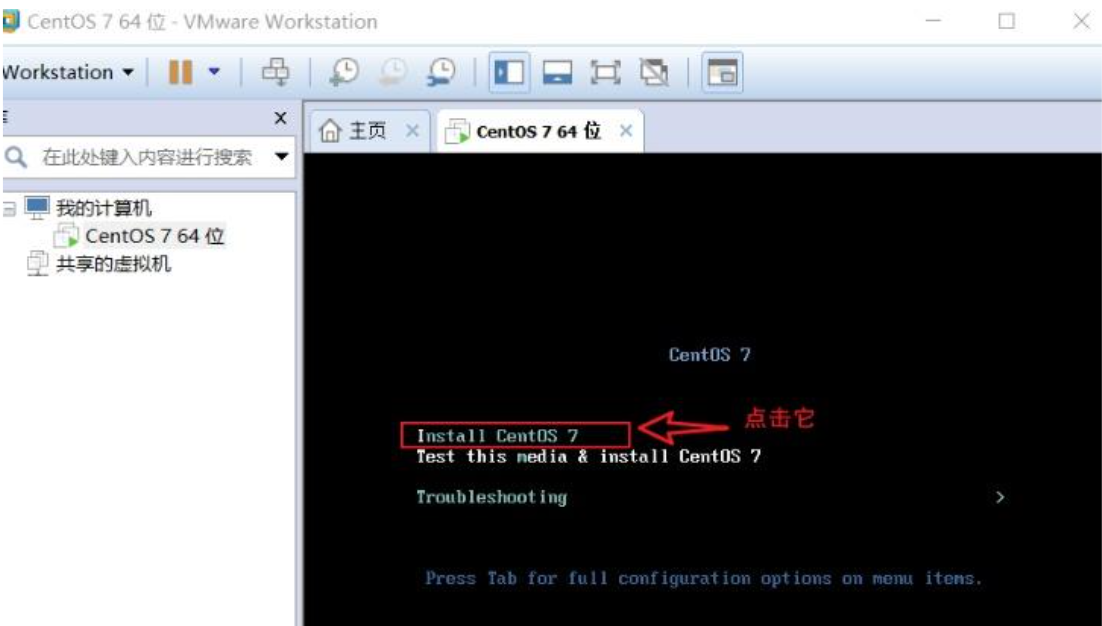 CentOS 7 64 位 - VMware Workstation
Workstation
X
主页
CentOS 7 64 位
在此处键入内容进行搜索
我的计算机
CentOS 7 64 位
共享的虚拟机
CentOS 7
Install CentOS 7
点击它
Test this media & install CentOS 7
Troubleshooting >
Press Tab for full configuration options on menu items.